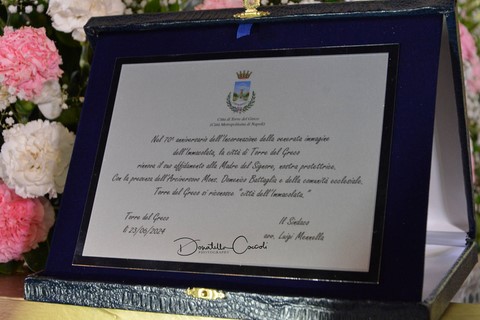 Città di Torre del Greco
(Città Metropolitana di Napoli)
Nel 70° anniversario dell'Incoronazione della venerata immagine
dell'Immacolata, la città di Torre del Greco
rinnova il suo affidamento alla Madre del Signore, nostra protettrice.
Con la presenza dell'Arcivescovo Mons. Domenico Battaglia e della comunità ecclesiale,
Torre del Greco si riconosce "città dell'Immacolata."
Torre del Greco
lì 23/06/2024
Il Sindaco
avv. Luigi Mennella
Donatella Caccioli
PHOTOGRAPHY